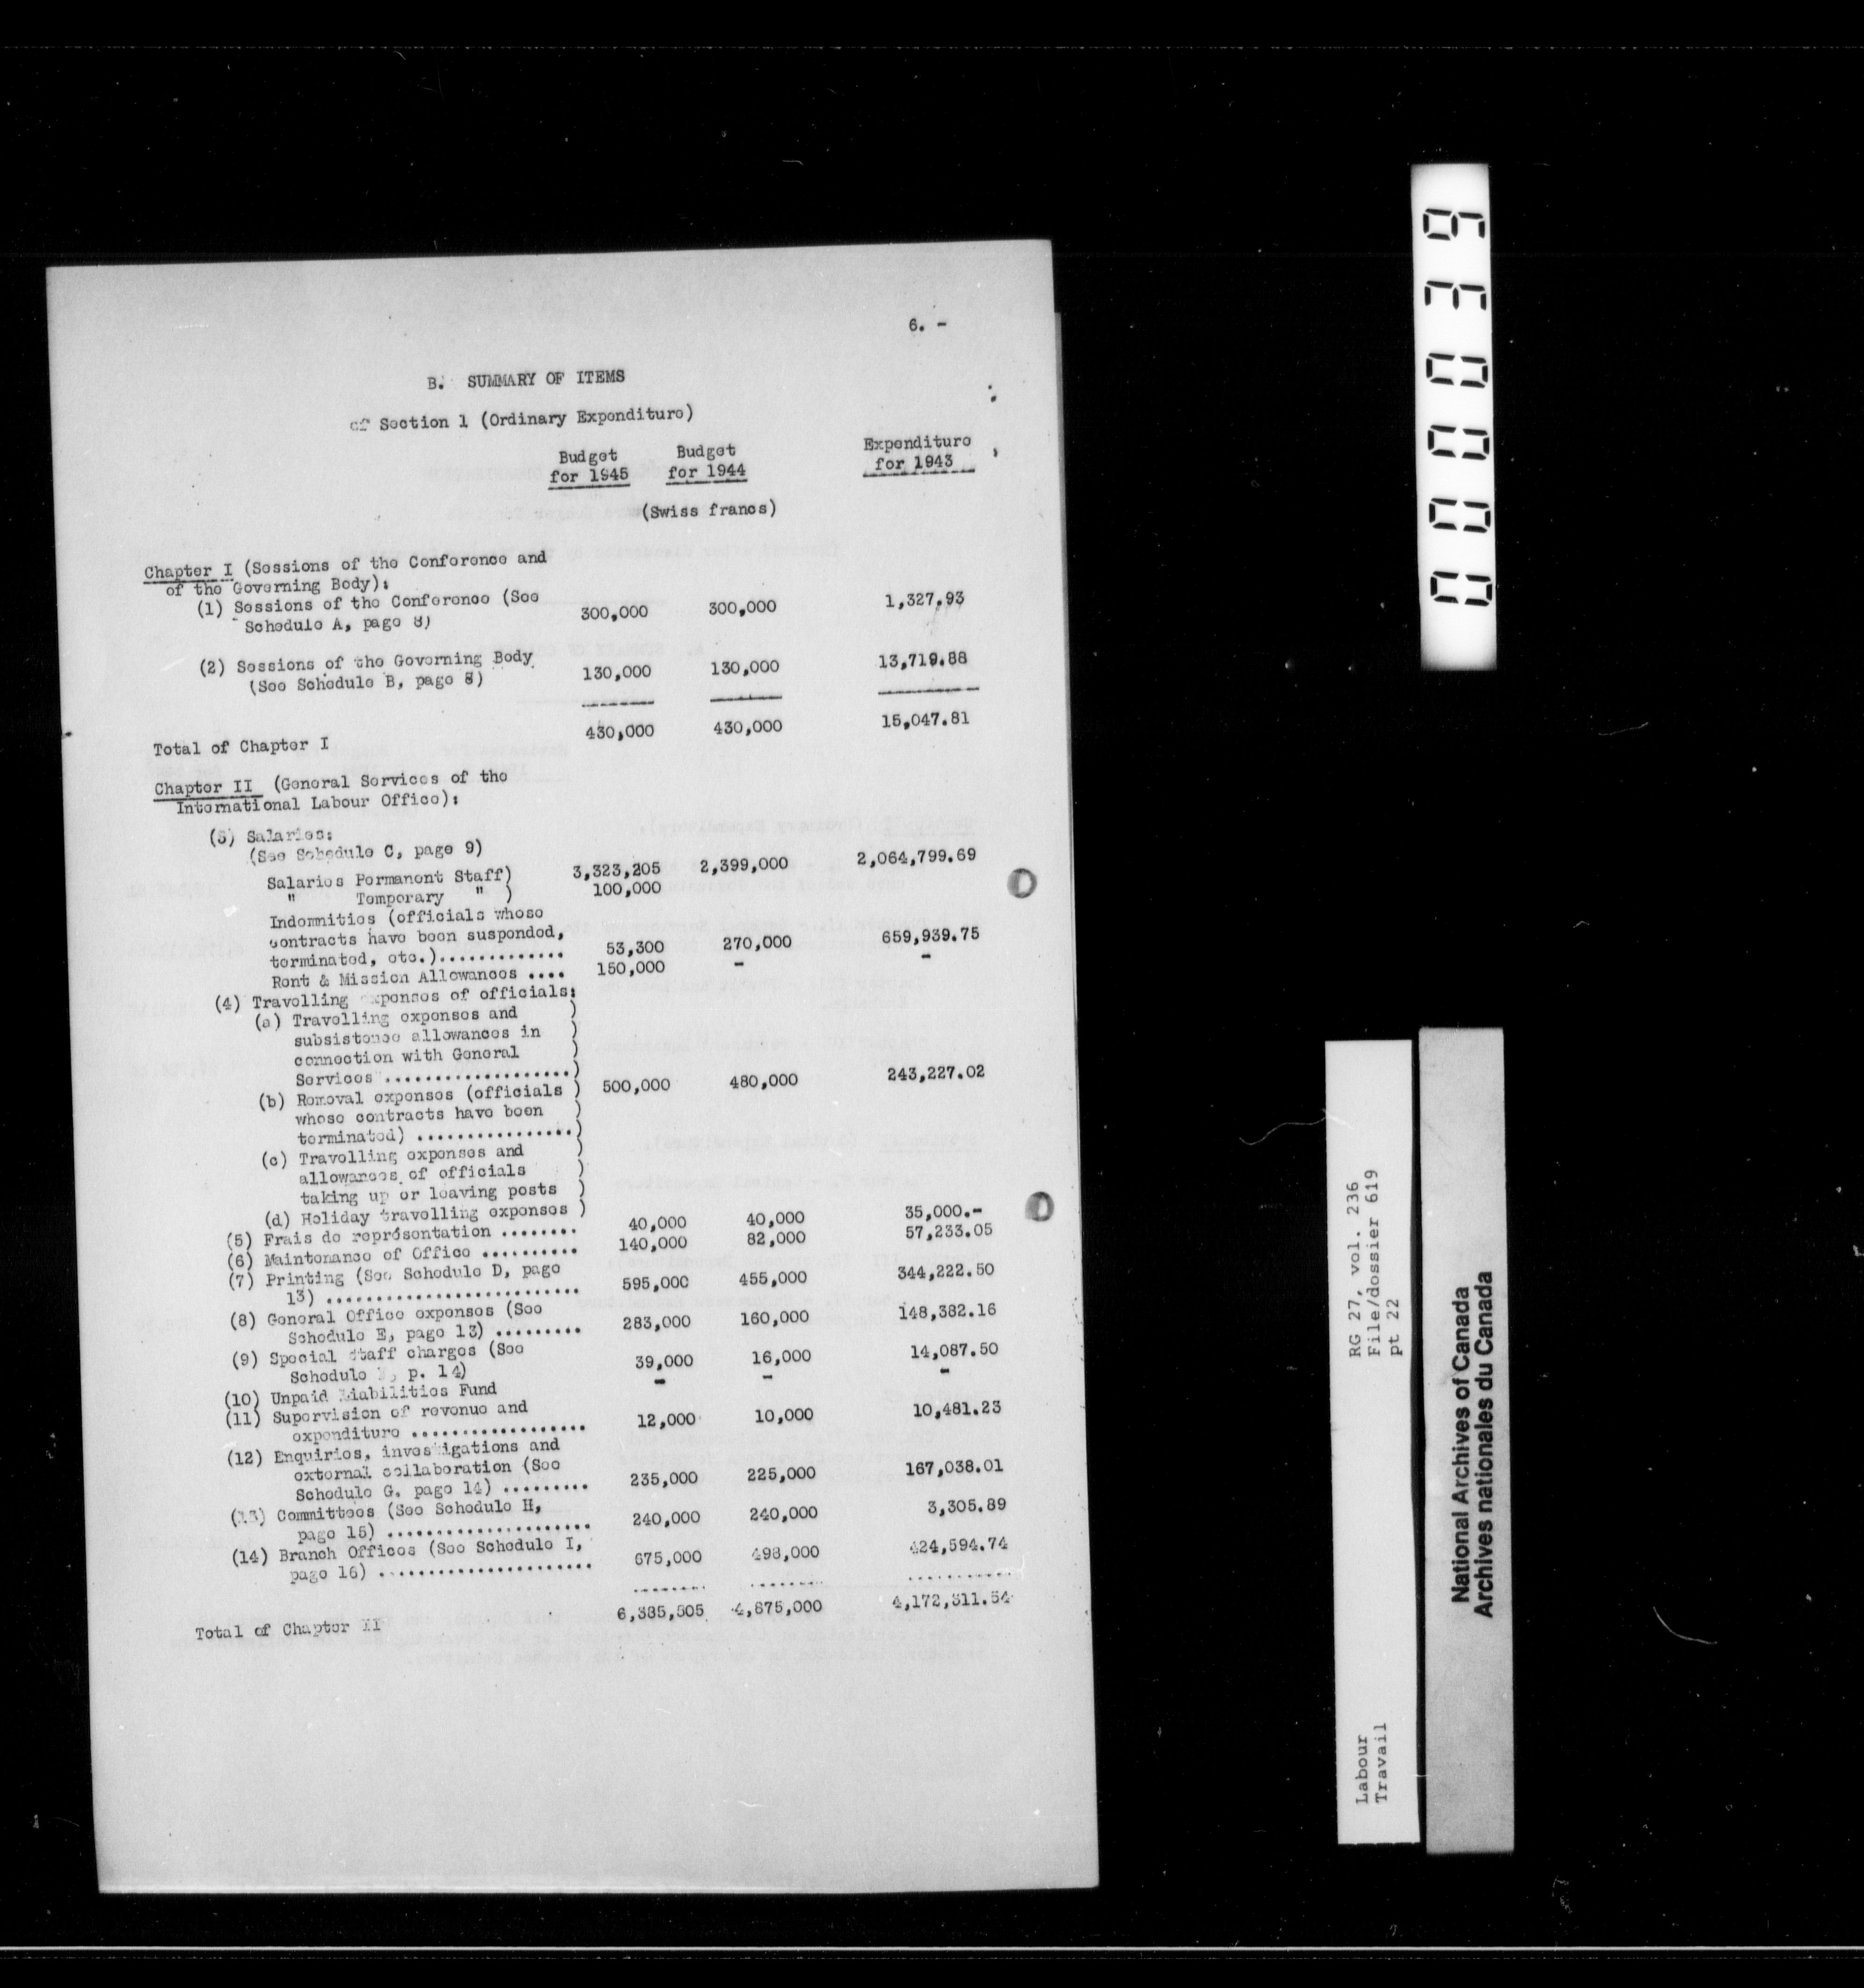 6. -
B. SUMMARY OF ITEMS
of Section 1 (Ordinary Expenditure)
Budget for 1945 Budget for 1944 Expenditure for 1943
(Swiss francs)
Chapter I (Sessions of the Conference and
of the Governing Body):
(1) Sessions of the Conference (See
Schedule A, page 8) 300,000 300,000 1,327.93
(2) Sessions of the Governing Body
(See Schedule B, page 8) 130,000 130,000 13,719.88
Total of Chapter I 430,000 430,000 15,047.81
Chapter II (General Services of the
International Labour Office):
(3) Salaries:
(See Schedule C, page 9)
Salaries Permanent Staff) 3,323,205 2,399,000 2,064,799.69
" Temporary " ) 100,000
Indemnities (officials whose
contracts have been suspended,
terminated, etc.)............. 53,300 270,000 659,939.75
Rent & Mission Allowances .... 150,000 - -
(4) Travelling expenses of officials:
(a) Travelling expenses and )
subsistence allowances in )
connection with General )
Services ...................)
(b) Removal expenses (officials ) 500,000 480,000 243,227.02
whose contracts have been )
terminated) ................)
(c) Travelling expenses and )
allowances of officials )
taking up or leaving posts )
(d) Holiday travelling expenses )
(5) Frais de représentation ........ 40,000 40,000 35,000.-
(6) Maintenance of Office .......... 140,000 82,000 57,233.05
(7) Printing (See Schedule D, page
13) .......................... 595,000 455,000 344,222.50
(8) General Office expenses (See
Schedule E, page 13) ......... 283,000 160,000 148,382.16
(9) Special staff charges (See
Schedule , p. 14) 39,000 16,000 14,087.50
(10) Unpaid Liabilities Fund - - -
(11) Supervision of revenue and
expenditure .................. 12,000 10,000 10,481.23
(12) Enquiries, investigations and
external collaboration (See
Schedule G, page 14) ......... 235,000 225,000 167,038.01
(13) Committees (See Schedule H,
page 15) ..................... 240,000 240,000 3,305.89
(14) Branch Offices (See Schedule I,
page 16) ...................... 675,000 498,000 424,594.74
Total of Chapter II 6,385,505 4,875,000 4,172,311.54
000039
RG 27, vol. 236
File/dossier 619
pt 22
Labour
Travail
National Archives of Canada
Archives nationales du Canada